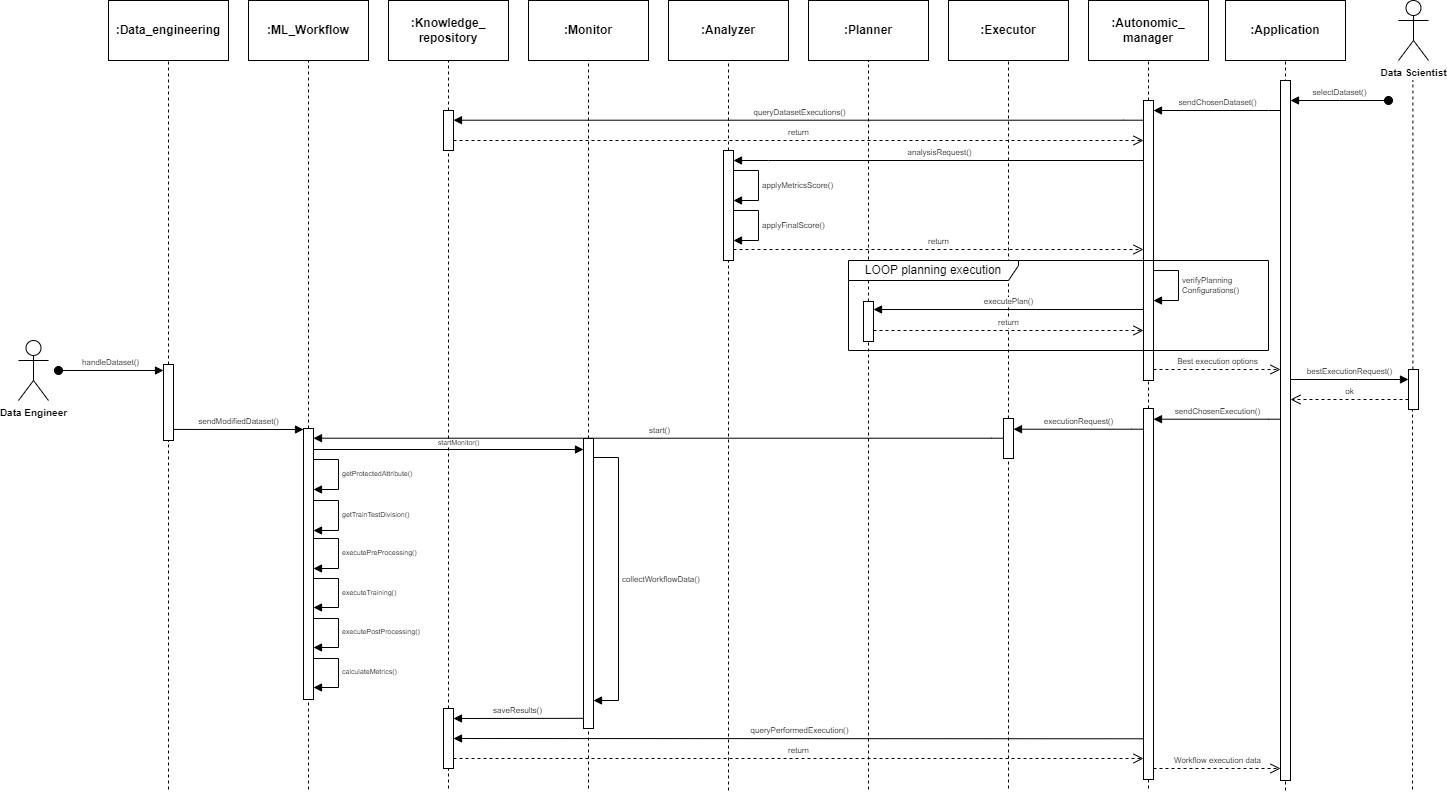 :Data_engineering
:ML_Workflow
:Knowledge_
repository
:Monitor
:Analyzer
:Planner
:Executor
:Autonomic_
manager
:Application
Data Scientist
selectDataset()
sendChosenDataset()
queryDatasetExecutions()
return
analysisRequest()
applyMetricsScore()
applyFinalScore()
return
LOOP planning execution
verifyPlanning
Configurations()
executePlan()
return
handleDataset()
Best execution options
bestExecutionRequest()
ok
Data Engineer
sendChosenExecution()
sendModifiedDataset()
executionRequest()
start()
startMonitor()
getProtectedAttribute()
getTrainTestDivision()
executePreProcessing()
collectWorkflowData()
executeTraining()
executePostProcessing()
calculateMetrics()
saveResults()
queryPerformedExecution()
return
Workflow execution data